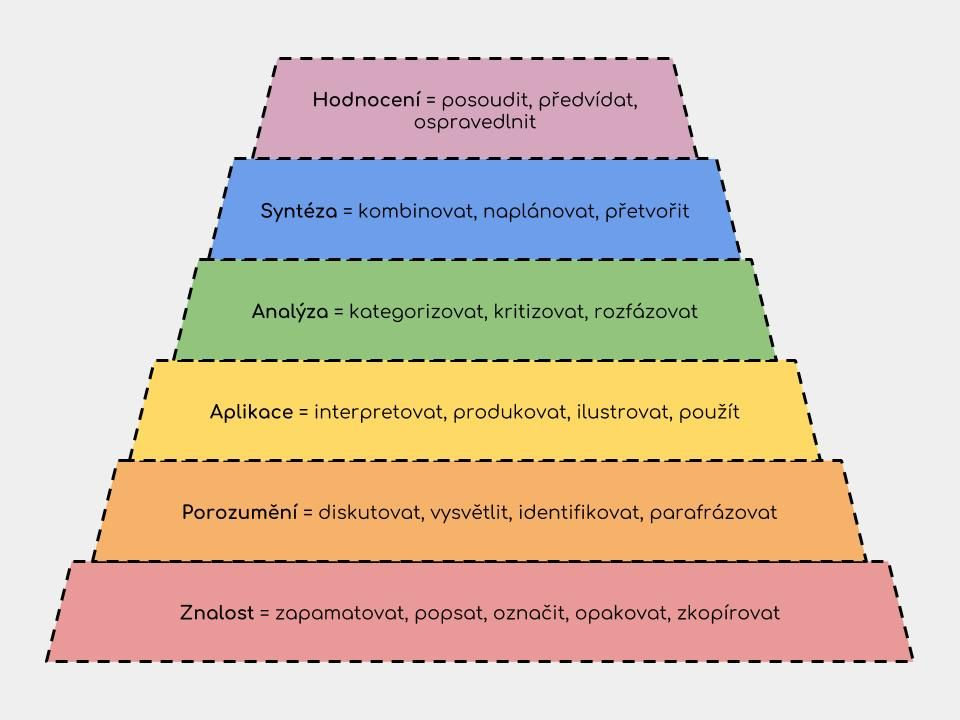 Hodnocení = posoudit, předvídat,
ospravedlnit
Syntéza = kombinovat, naplánovat, přetvořit
Analýza = kategorizovat, kritizovat, rozfázovat
Aplikace = interpretovat, produkovat, ilustrovat, použít
Porozumění = diskutovat, vysvětlit, identifikovat, parafrázovat
Znalost = zapamatovat, popsat, označit, opakovat, zkopírovat